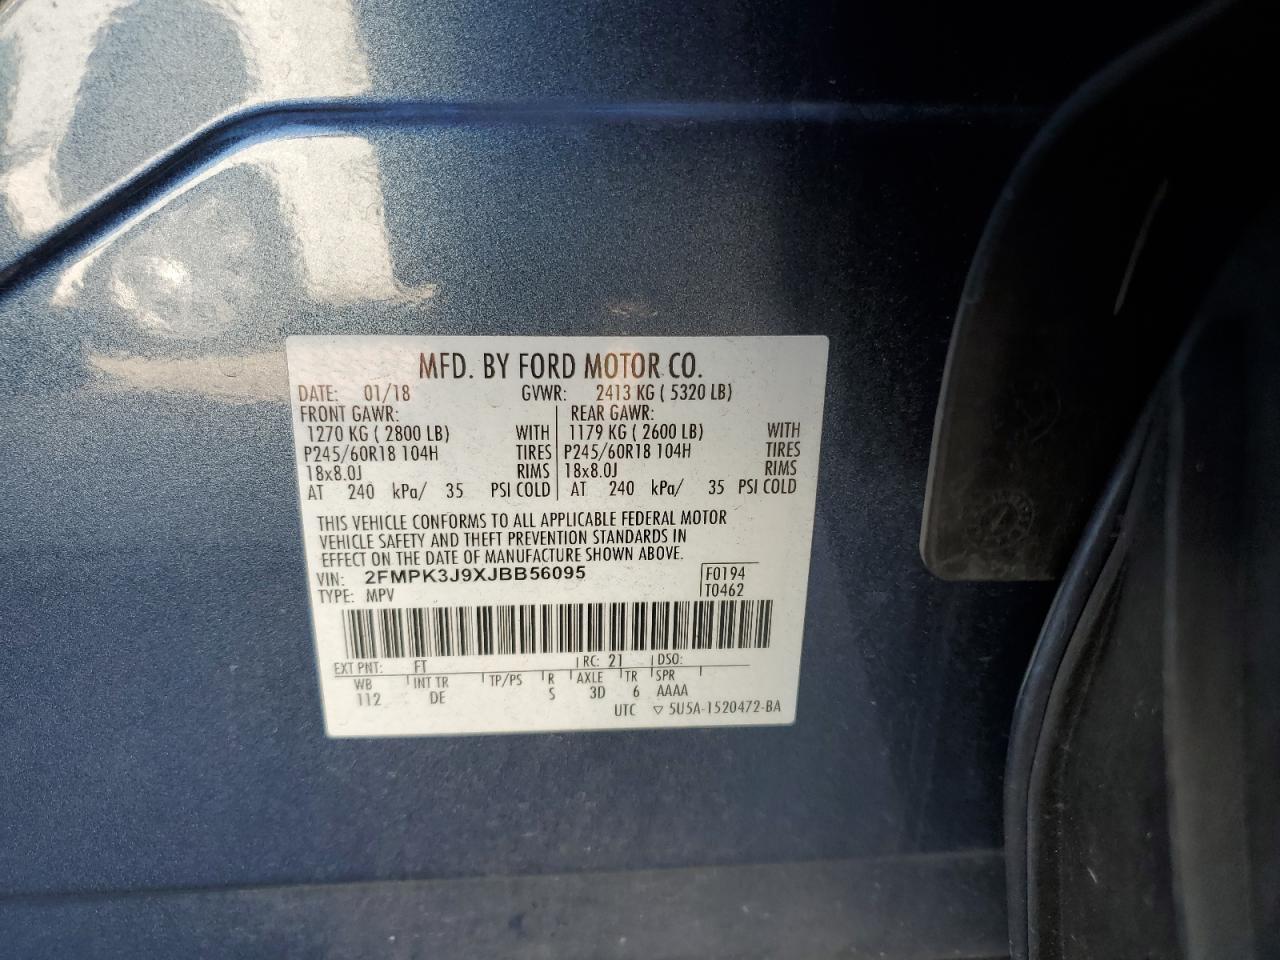 MFD. BY FORD MOTOR CO.
DATE: 01/18 GVWR: 2413 KG ( 5320 LB)
FRONT GAWR: REAR GAWR:
1270 KG ( 2800 LB) WITH 1179 KG ( 2600 LB) WITH
P245/60R18 104H TIRES P245/60R18 104H TIRES
18x8.0J RIMS 18x8.0J RIMS
AT 240 kPa/ 35 PSI COLD AT 240 kPa/ 35 PSI COLD
THIS VEHICLE CONFORMS TO ALL APPLICABLE FEDERAL MOTOR
VEHICLE SAFETY AND THEFT PREVENTION STANDARDS IN
EFFECT ON THE DATE OF MANUFACTURE SHOWN ABOVE.
VIN: 2FMPK3J9XJBB56095 F0194
TYPE: MPV T0462
EXT PNT: FT RC: 21 DSO:
WB INT TR TP/PS R AXLE TR SPR
112 DE S 3D 6 AAAA
UTC ▽ 5U5A-1520472-BA